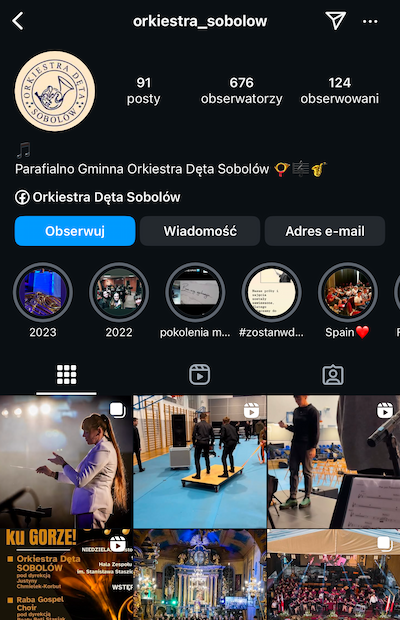 orkiestra_sobolow
ORKIESTRA DĘTA
SOBOLÓW
91
posty
676
obserwatorzy
124
obserwowani
Parafialno Gminna Orkiestra Dęta Sobolów
Orkiestra Dęta Sobolów
Obserwuj
Wiadomość
Adres e-mail
2023
2022
pokolenia m...
#zostanwd...
Spain
ku GORZE!
Orkiestra Dęta
SOBOLÓW
pod dyrekcją
Justyny
Chmielek-Korbut
Raba Gospel
Choir
pod dyrekcją
NIEDZIELA
Hala Zespołu
im. Stanisława Staszic
WSTĘP